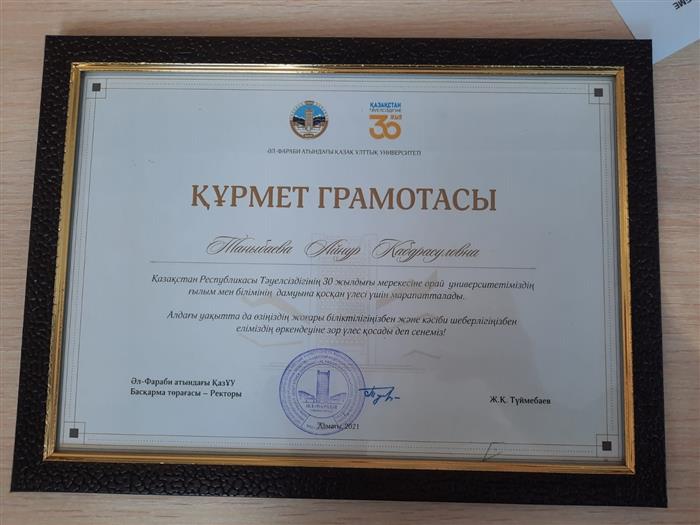 ҚАЗАҚСТАН
ТӘУЕЛСІЗДІГІНЕ
30 ЖЫЛ
ӘЛ-ФАРАБИ АТЫНДАҒЫ ҚАЗАҚ ҰЛТТЫҚ УНИВЕРСИТЕТІ
ҚҰРМЕТ ГРАМОТАСЫ
Таныбаева Айнур Кабдрасуловна
Қазақстан Республикасы Тәуелсіздігінің 30 жылдығы мерекесіне орай университетіміздің
ғылым мен білімінің дамуына қосқан үлесі үшін марапатталады.
Алдағы уақытта да өзіңіздің жоғары біліктілігіңізбен және кәсіби шеберлігіңізбен
еліміздің өркендеуіне зор үлес қосады деп сенеміз!
Әл-Фараби атындағы ҚазҰУ
Басқарма төрағасы – Ректоры
Ж.Қ. Түймебаев
Алматы, 2021